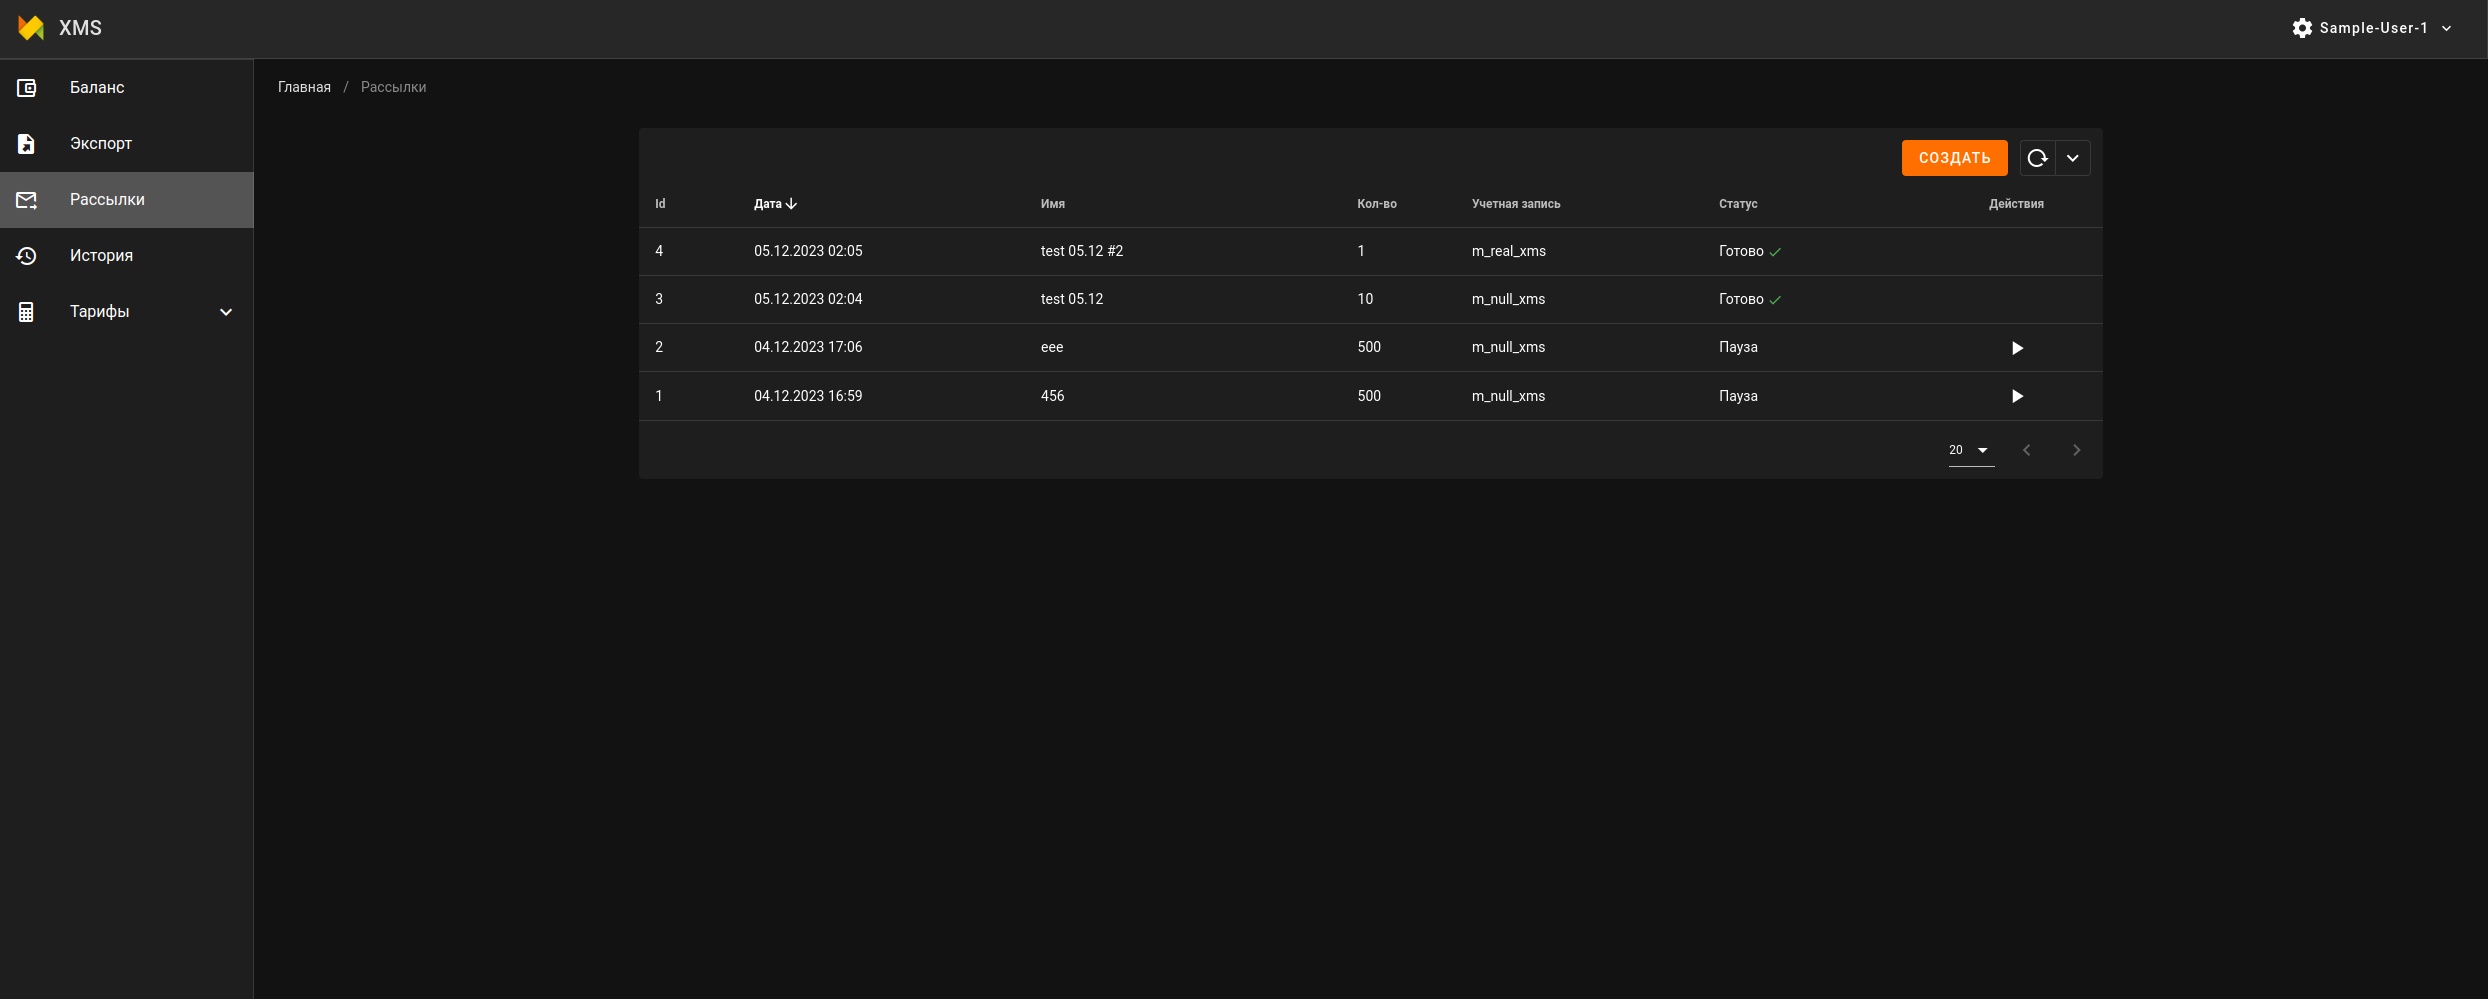 XMS
Sample-User-1
Баланс
Экспорт
Рассылки
История
Тарифы
Главная / Рассылки
СОЗДАТЬ
Id Дата Имя Кол-во Учетная запись Статус Действия
4 05.12.2023 02:05 test 05.12 #2 1 m_real_xms Готово
3 05.12.2023 02:04 test 05.12 10 m_null_xms Готово
2 04.12.2023 17:06 eee 500 m_null_xms Пауза
1 04.12.2023 16:59 456 500 m_null_xms Пауза
20